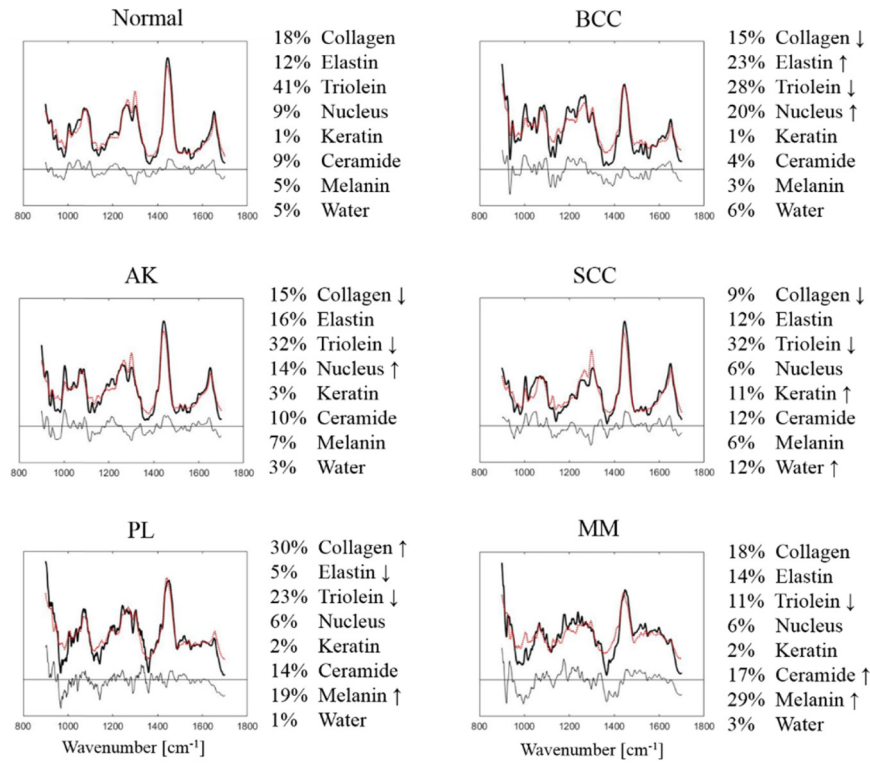 Normal
18% Collagen
12% Elastin
41% Triolein
9% Nucleus
1% Keratin
9% Ceramide
5% Melanin
5% Water
800 1000 1200 1400 1600 1800
BCC
15% Collagen ↓
23% Elastin ↑
28% Triolein ↓
20% Nucleus ↑
1% Keratin
4% Ceramide
3% Melanin
6% Water
800 1000 1200 1400 1600 1800
AK
15% Collagen ↓
16% Elastin
32% Triolein ↓
14% Nucleus ↑
3% Keratin
10% Ceramide
7% Melanin
3% Water
800 1000 1200 1400 1600 1800
SCC
9% Collagen ↓
12% Elastin
32% Triolein ↓
6% Nucleus
11% Keratin ↑
12% Ceramide
6% Melanin
12% Water ↑
800 1000 1200 1400 1600 1800
PL
30% Collagen ↑
5% Elastin ↓
23% Triolein ↓
6% Nucleus
2% Keratin
14% Ceramide
19% Melanin ↑
1% Water
800 1000 1200 1400 1600 1800
Wavenumber [cm⁻¹]
MM
18% Collagen
14% Elastin
11% Triolein ↓
6% Nucleus
2% Keratin
17% Ceramide ↑
29% Melanin ↑
3% Water
800 1000 1200 1400 1600 1800
Wavenumber [cm⁻¹]